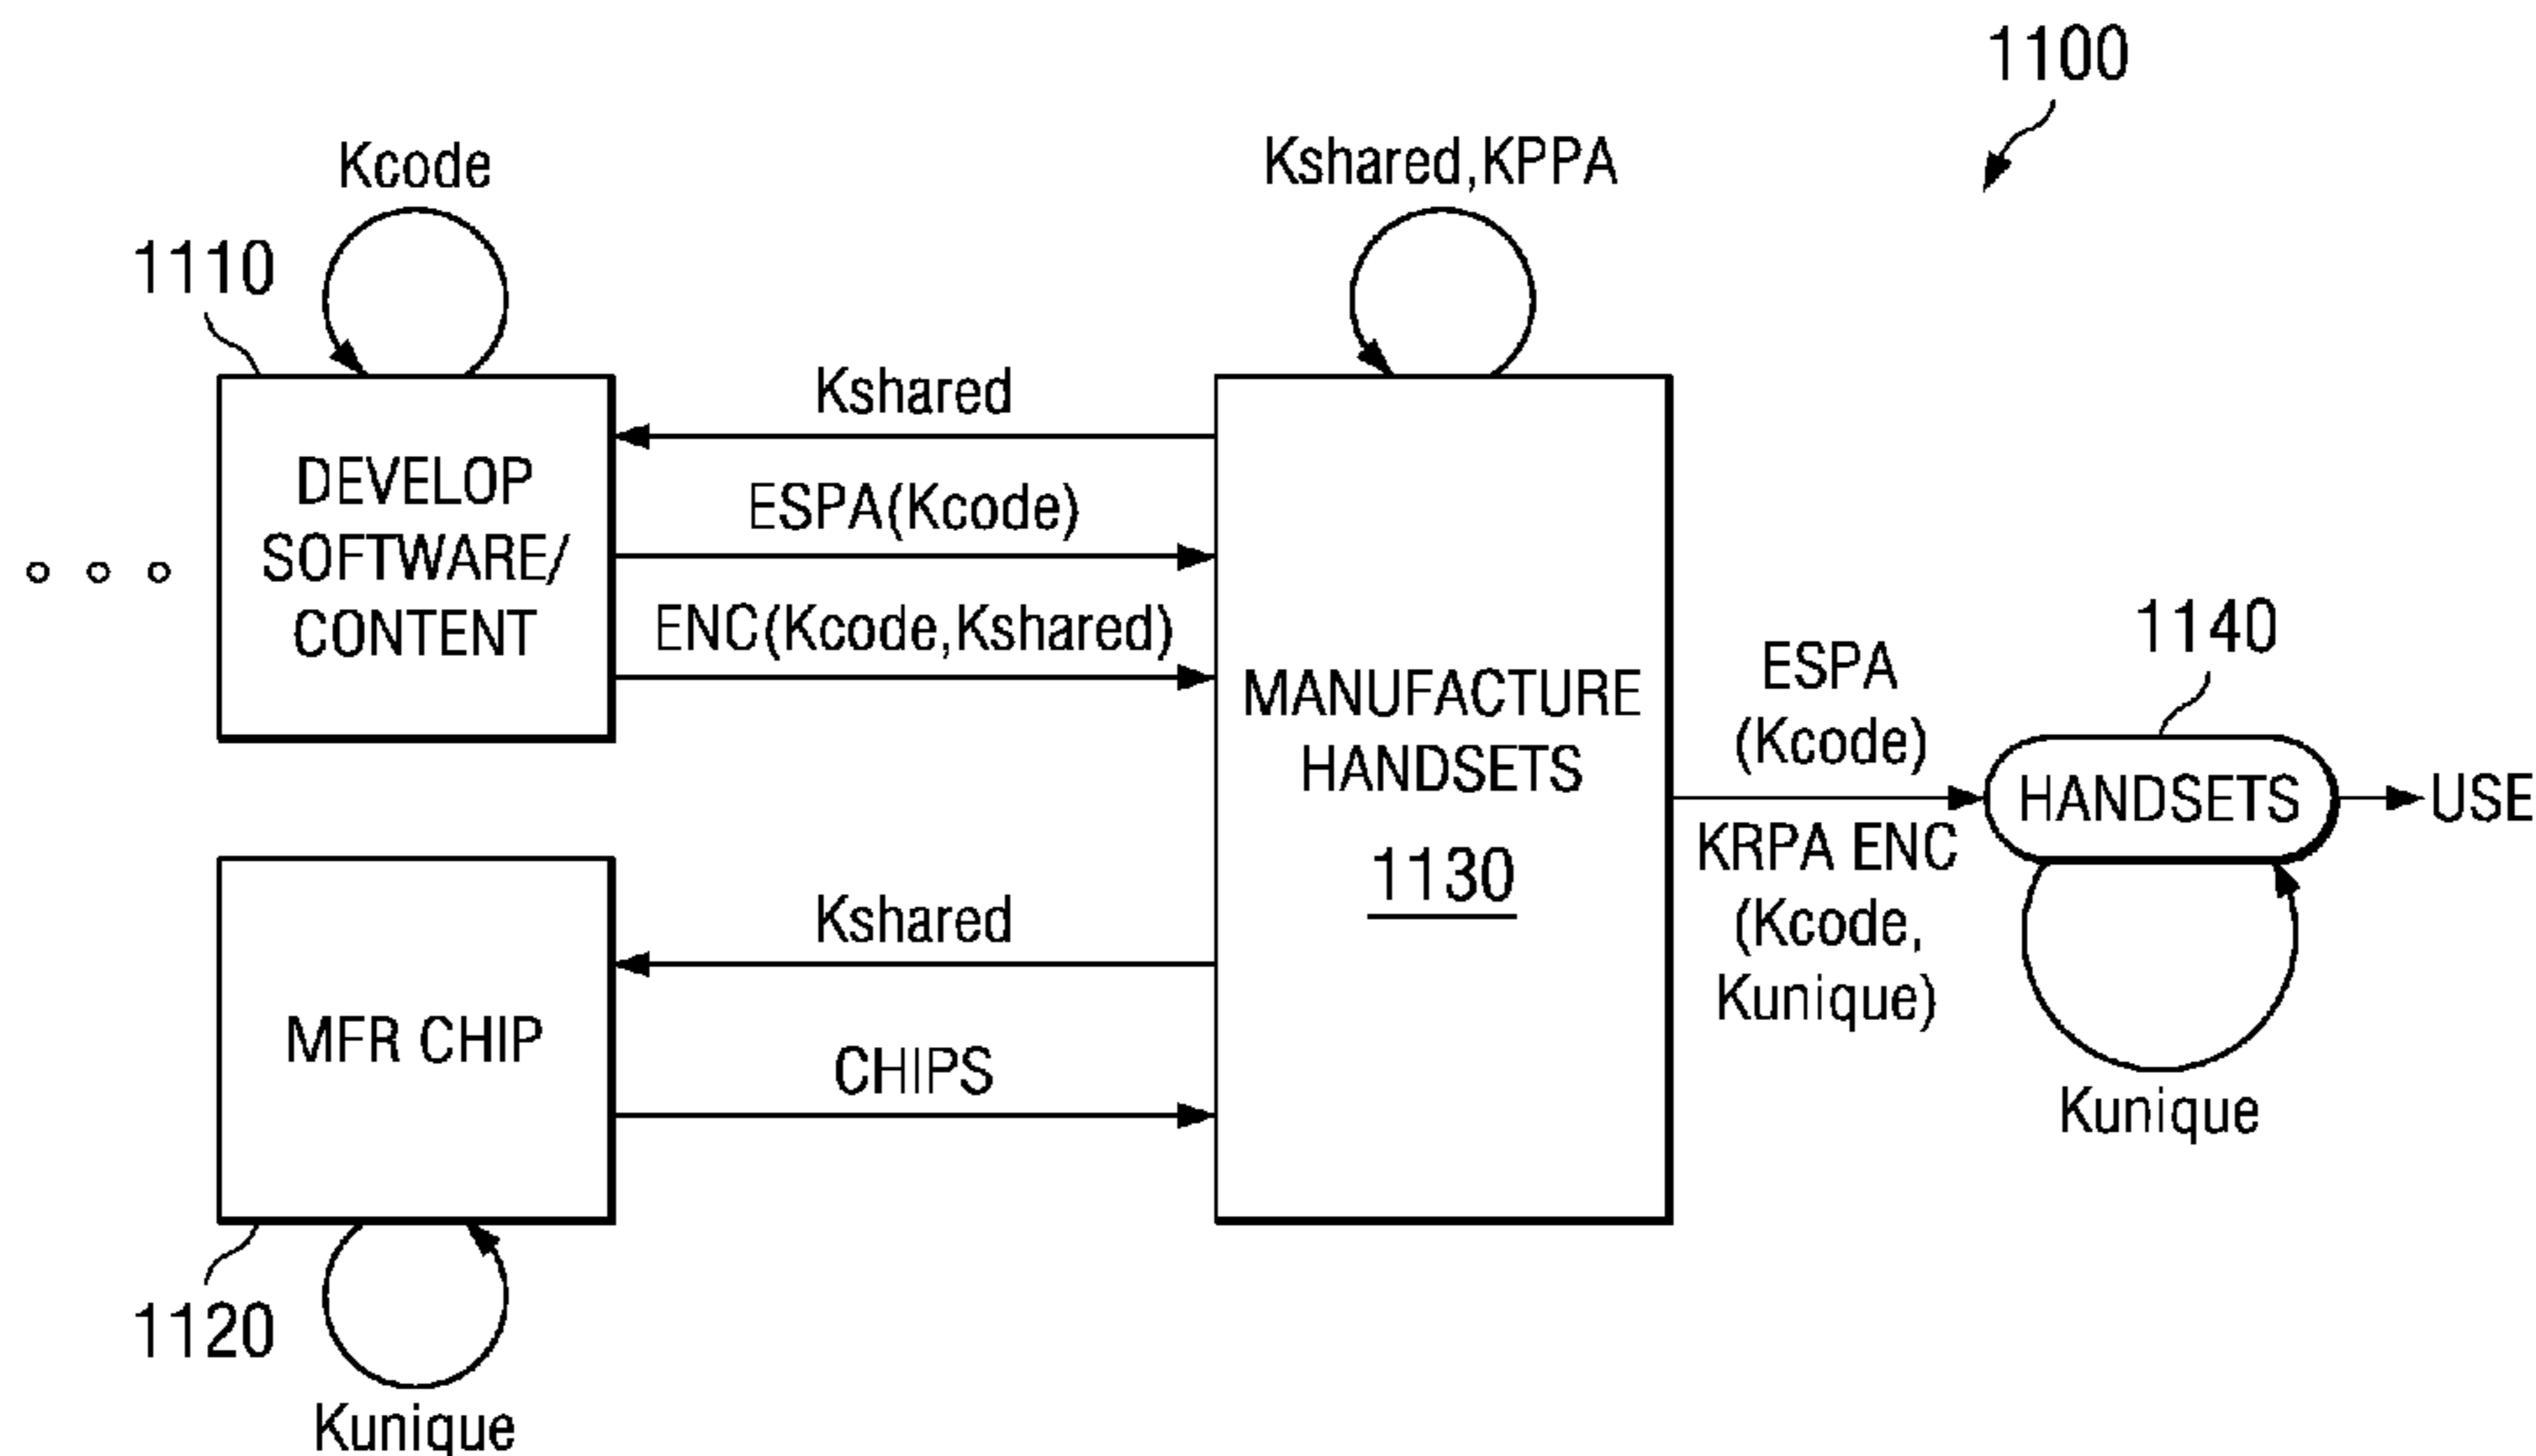 1100
Kcode
Kshared,KPPA
1110
Kshared
DEVELOP
SOFTWARE/
CONTENT
ESPA(Kcode)
ENC(Kcode,Kshared)
MANUFACTURE
HANDSETS
1130
ESPA
(Kcode)
KRPA ENC
(Kcode,
Kunique)
1140
HANDSETS
USE
Kunique
Kshared
MFR CHIP
CHIPS
1120
Kunique